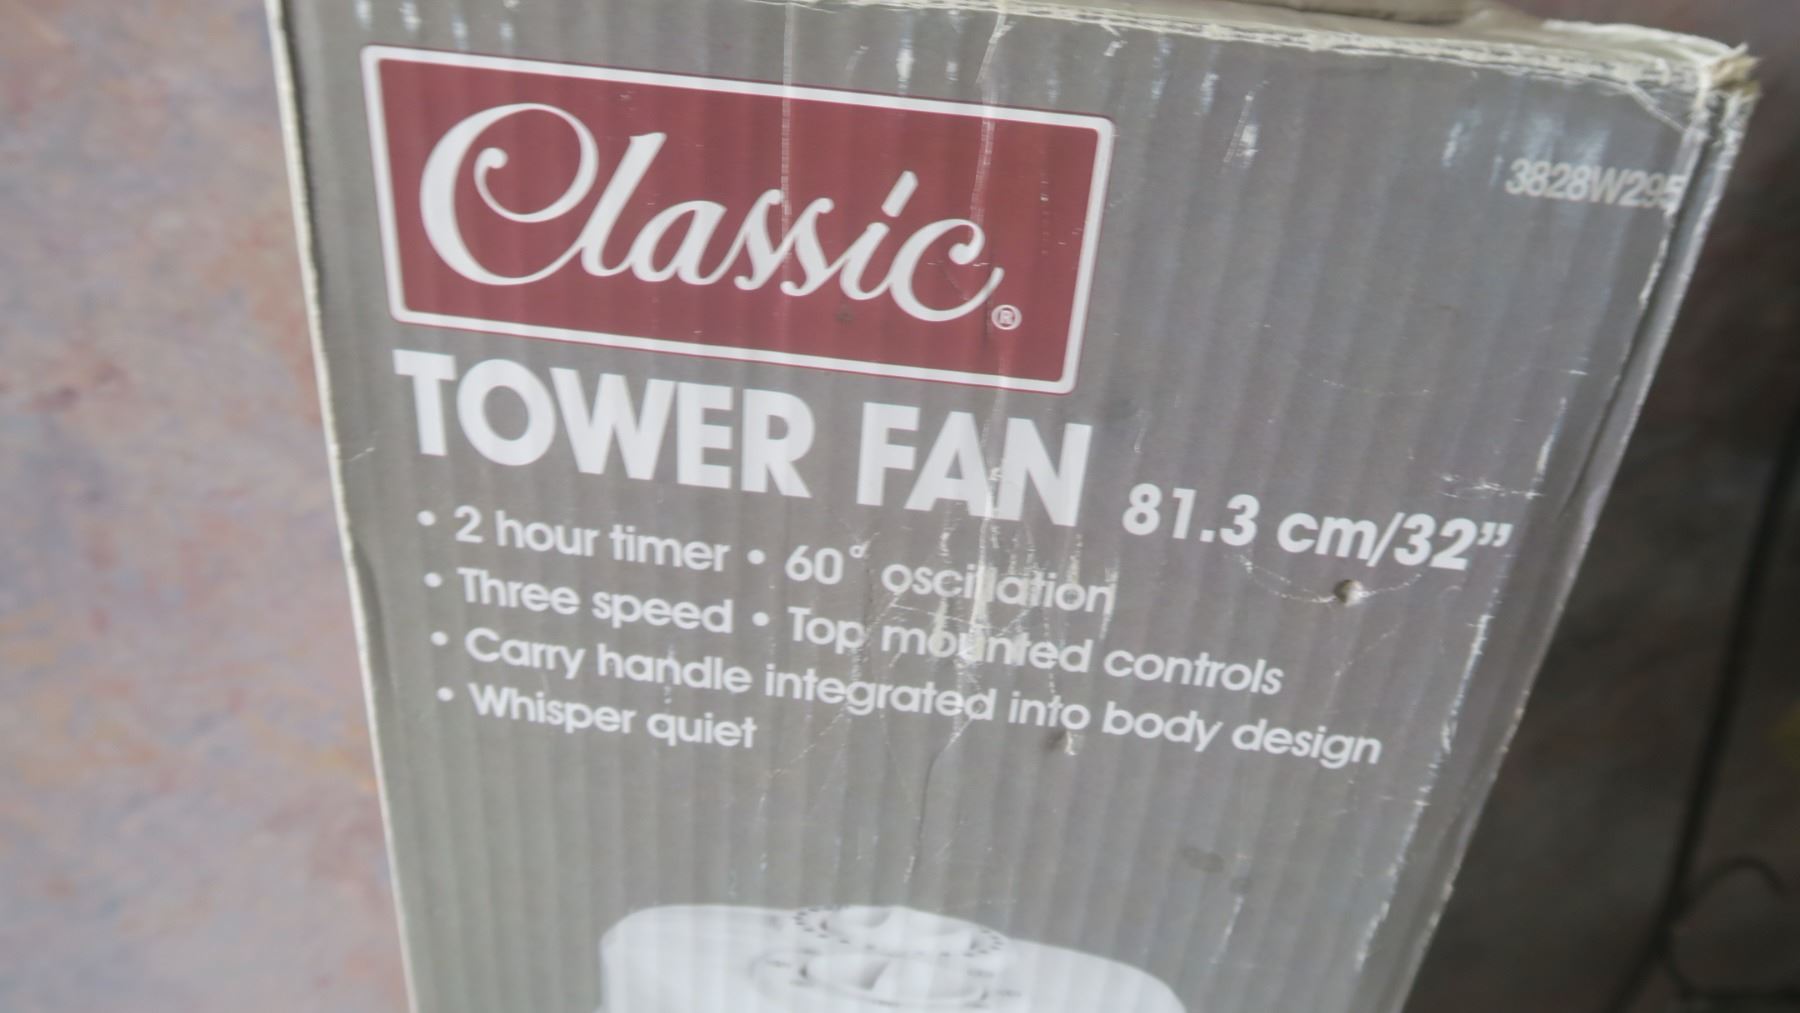 Classic®
3828W295
TOWER FAN 81.3 cm/32”
• 2 hour timer • 60° oscillation
• Three speed • Top mounted controls
• Carry handle integrated into body design
• Whisper quiet